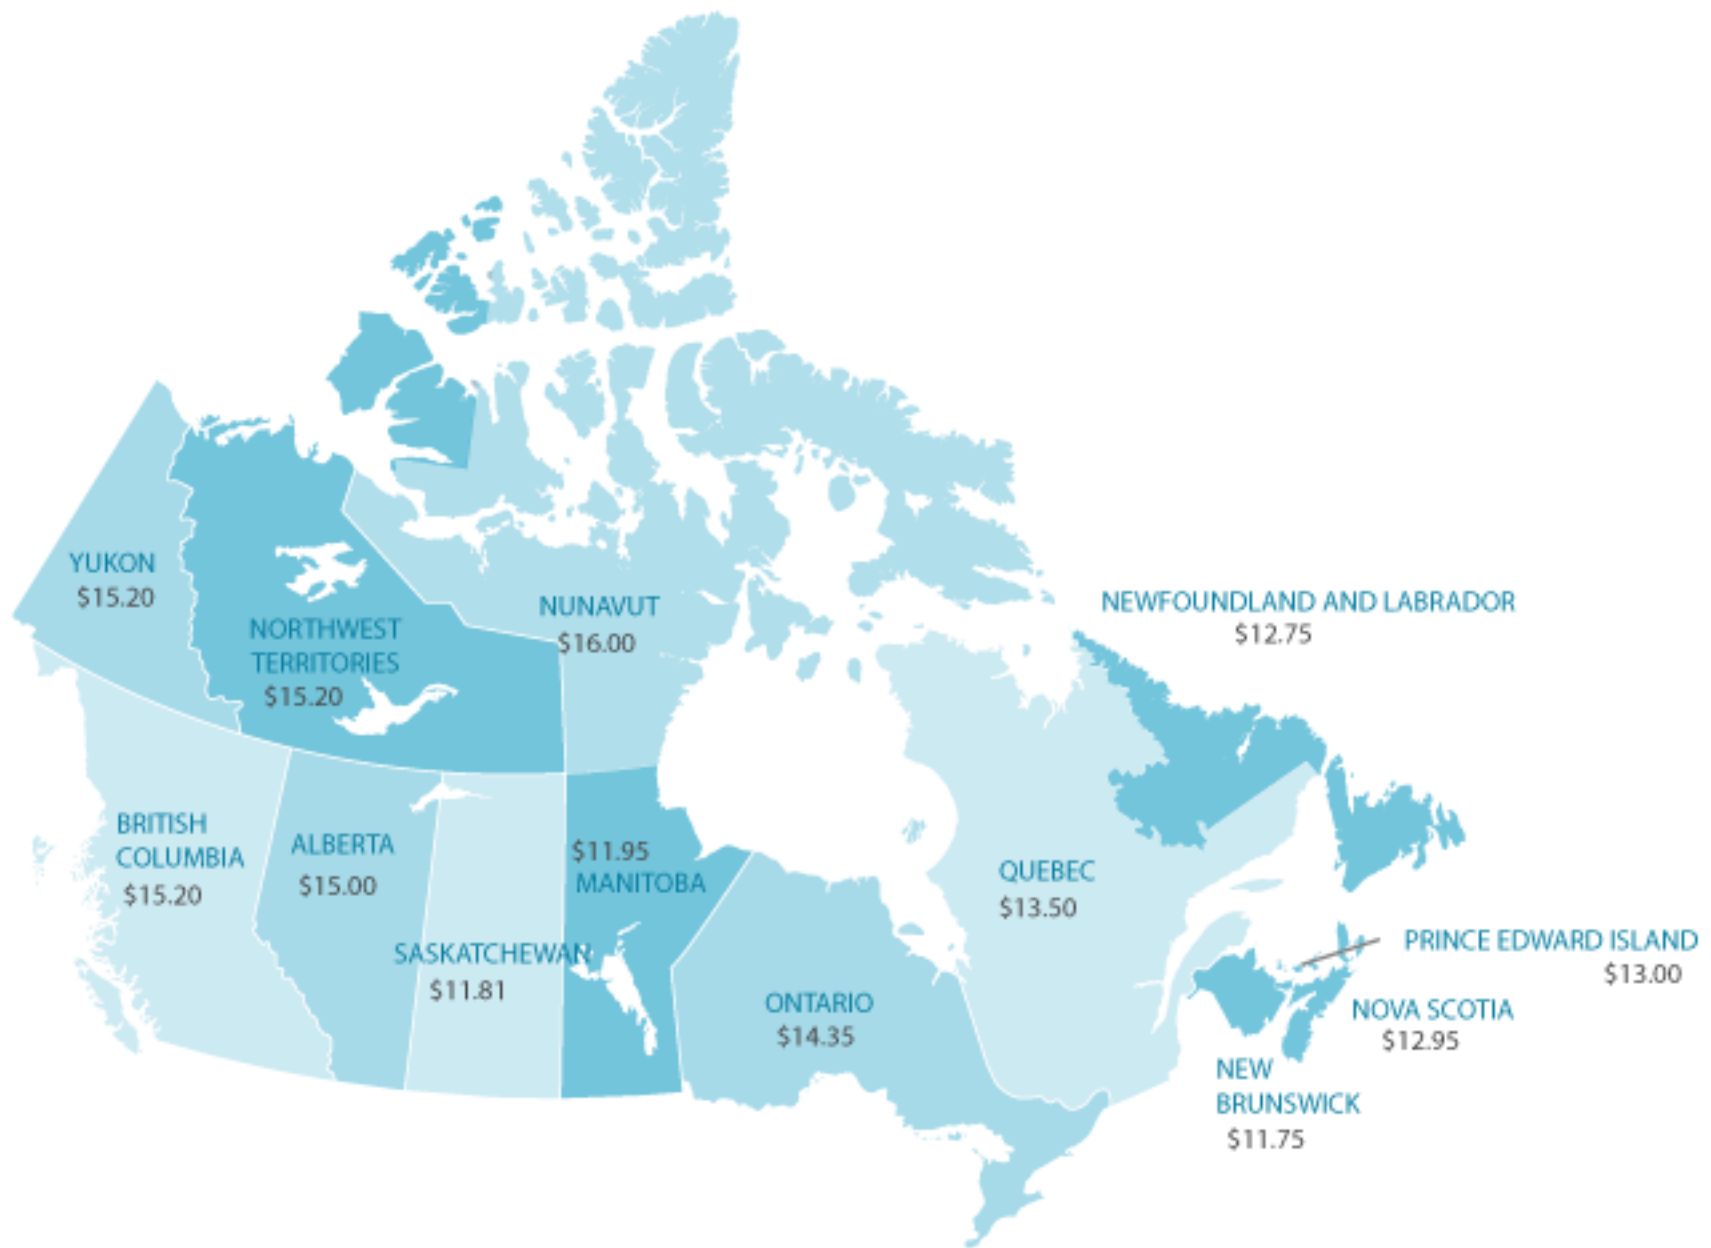 YUKON
$15.20
NORTHWEST
TERRITORIES
$15.20
NUNAVUT
$16.00
NEWFOUNDLAND AND LABRADOR
$12.75
BRITISH
COLUMBIA
$15.20
ALBERTA
$15.00
SASKATCHEWAN
$11.81
$11.95
MANITOBA
ONTARIO
$14.35
QUEBEC
$13.50
PRINCE EDWARD ISLAND
$13.00
NOVA SCOTIA
$12.95
NEW
BRUNSWICK
$11.75